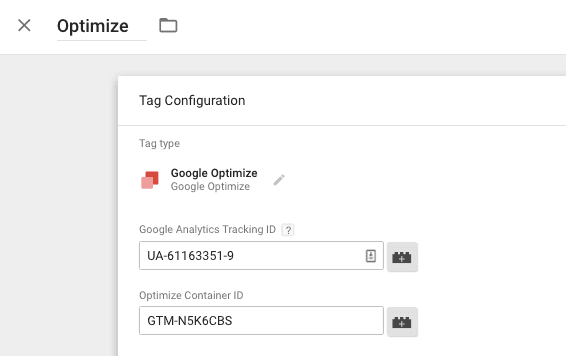 Optimize
Tag Configuration
Tag type
Google Optimize
Google Optimize
Google Analytics Tracking ID ?
UA-61163351-9
Optimize Container ID
GTM-N5K6CBS